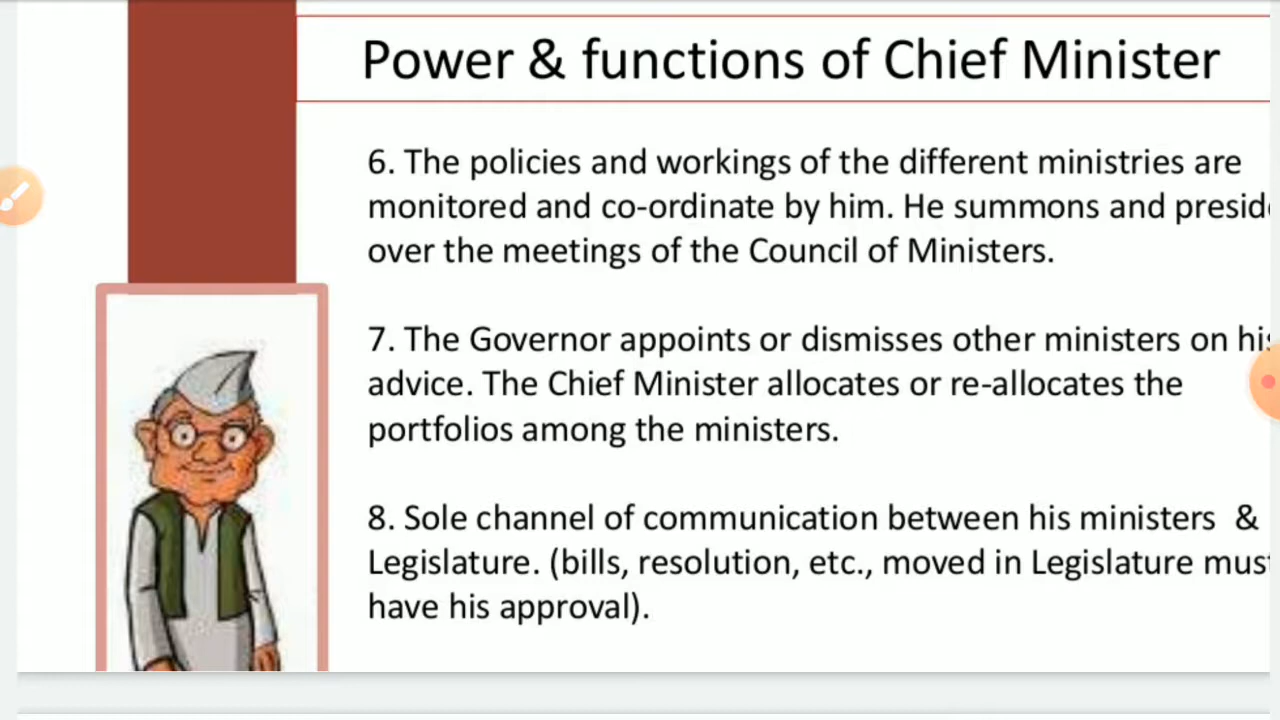 Power & functions of Chief Minister
6. The policies and workings of the different ministries are
monitored and co-ordinate by him. He summons and presid
over the meetings of the Council of Ministers.
7. The Governor appoints or dismisses other ministers on his
advice. The Chief Minister allocates or re-allocates the
portfolios among the ministers.
8. Sole channel of communication between his ministers &
Legislature. (bills, resolution, etc., moved in Legislature must
have his approval).